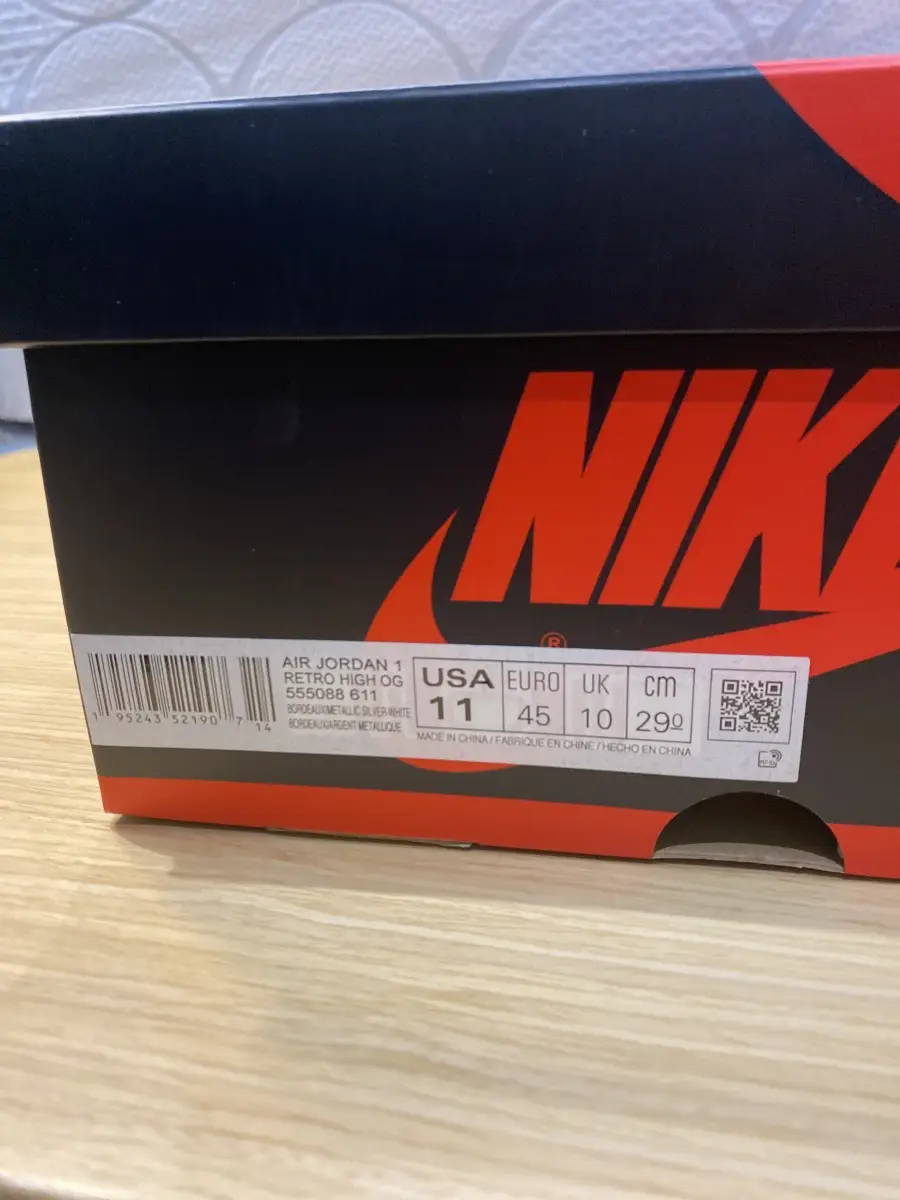 NIK
®
AIR JORDAN 1
RETRO HIGH OG
555088 611
BORDEAUX/METALLIC SILVER-WHITE
BORDEAUX/ARGENT METALLIQUE
1 95243 52190 7 14
USA
11
EURO
45
UK
10
cm
29.0
MADE IN CHINA / FABRIQUE EN CHINE / HECHO EN CHINA